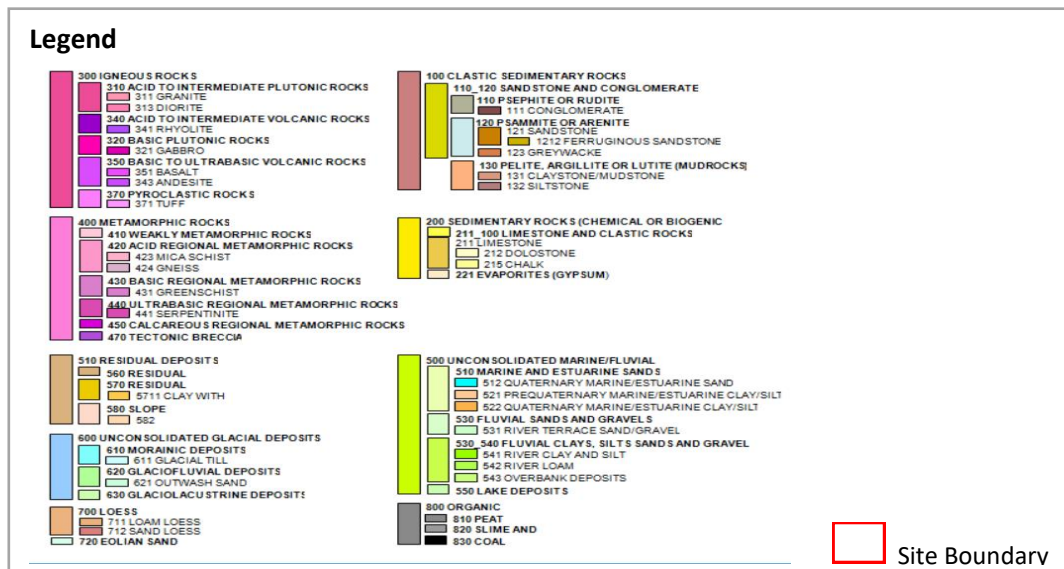 Legend
300 IGNEOUS ROCKS
310 ACID TO INTERMEDIATE PLUTONIC ROCKS
311 GRANITE
313 DIORITE
340 ACID TO INTERMEDIATE VOLCANIC ROCKS
341 RHYOLITE
320 BASIC PLUTONIC ROCKS
321 GABBRO
350 BASIC TO ULTRABASIC VOLCANIC ROCKS
351 BASALT
343 ANDESITE
370 PYROCLASTIC ROCKS
371 TUFF
400 METAMORPHIC ROCKS
410 WEAKLY METAMORPHIC ROCKS
420 ACID REGIONAL METAMORPHIC ROCKS
423 MICA SCHIST
424 GNEISS
430 BASIC REGIONAL METAMORPHIC ROCKS
431 GREENSCHIST
440 ULTRABASIC REGIONAL METAMORPHIC ROCKS
441 SERPENTINITE
450 CALCAREOUS REGIONAL METAMORPHIC ROCKS
470 TECTONIC BRECCIA
510 RESIDUAL DEPOSITS
560 RESIDUAL
570 RESIDUAL
5711 CLAY WITH
580 SLOPE
582
600 UNCONSOLIDATED GLACIAL DEPOSITS
610 MORAINIC DEPOSITS
611 GLACIAL TILL
620 GLACIOFLUVIAL DEPOSITS
621 OUTWASH SAND
630 GLACIOLACUSTRINE DEPOSITS
700 LOESS
711 LOAM LOESS
712 SAND LOESS
720 EOLIAN SAND
100 CLASTIC SEDIMENTARY ROCKS
110_120 SANDSTONE AND CONGLOMERATE
110 PSEPHITE OR RUDITE
111 CONGLOMERATE
120 PSAMMITE OR ARENITE
121 SANDSTONE
1212 FERRUGINOUS SANDSTONE
123 GREYWACKE
130 PELITE, ARGILLITE OR LUTITE (MUDROCKS)
131 CLAYSTONE/MUDSTONE
132 SILTSTONE
200 SEDIMENTARY ROCKS (CHEMICAL OR BIOGENIC
211_100 LIMESTONE AND CLASTIC ROCKS
211 LIMESTONE
212 DOLOSTONE
215 CHALK
221 EVAPORITES (GYPSUM)
500 UNCONSOLIDATED MARINE/FLUVIAL
510 MARINE AND ESTUARINE SANDS
512 QUATERNARY MARINE/ESTUARINE SAND
521 PREQUATERNARY MARINE/ESTUARINE CLAY/SILT
522 QUATERNARY MARINE/ESTUARINE CLAY/SILT
530 FLUVIAL SANDS AND GRAVELS
531 RIVER TERRACE SAND/GRAVEL
530_540 FLUVIAL CLAYS, SILTS SANDS AND GRAVEL
541 RIVER CLAY AND SILT
542 RIVER LOAM
543 OVERBANK DEPOSITS
550 LAKE DEPOSITS
800 ORGANIC
810 PEAT
820 SLIME AND
830 COAL
Site Boundary